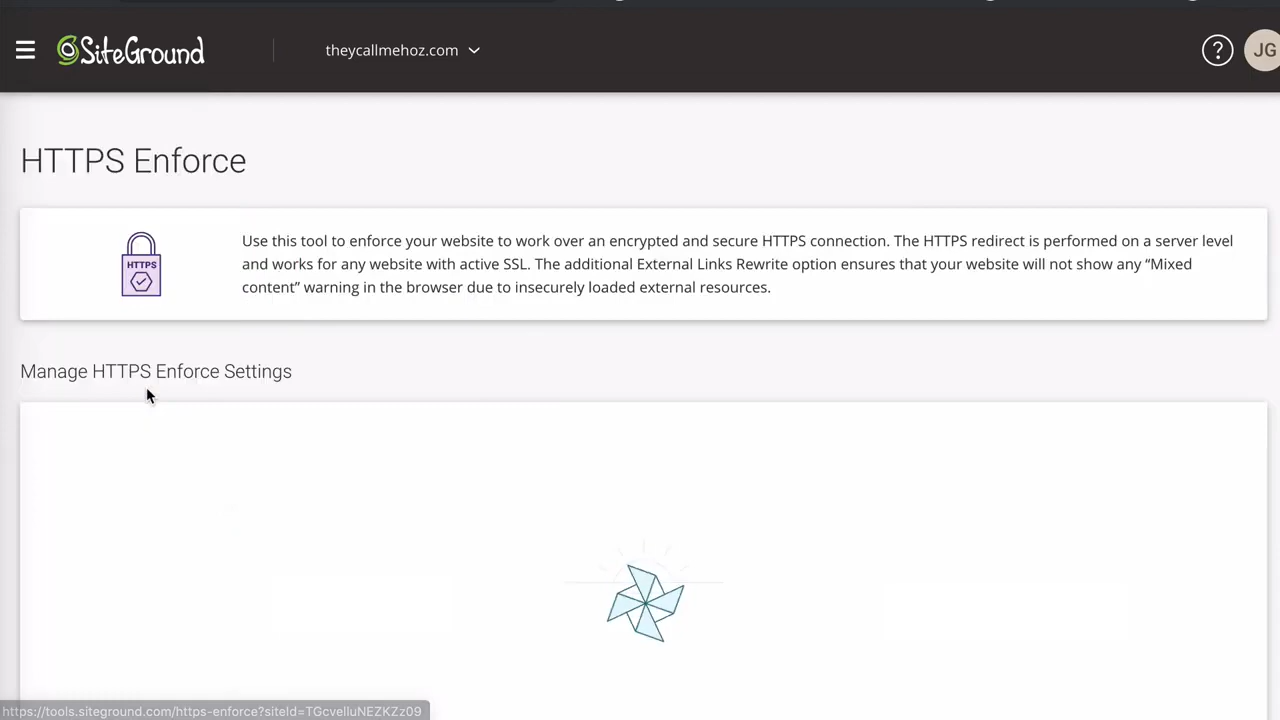 SiteGround
theycallmehoz.com
?
JG
HTTPS Enforce
HTTPS
Use this tool to enforce your website to work over an encrypted and secure HTTPS connection. The HTTPS redirect is performed on a server level
and works for any website with active SSL. The additional External Links Rewrite option ensures that your website will not show any “Mixed
content” warning in the browser due to insecurely loaded external resources.
Manage HTTPS Enforce Settings
https://tools.siteground.com/https-enforce?siteId=TGcvelluNEZKZz09